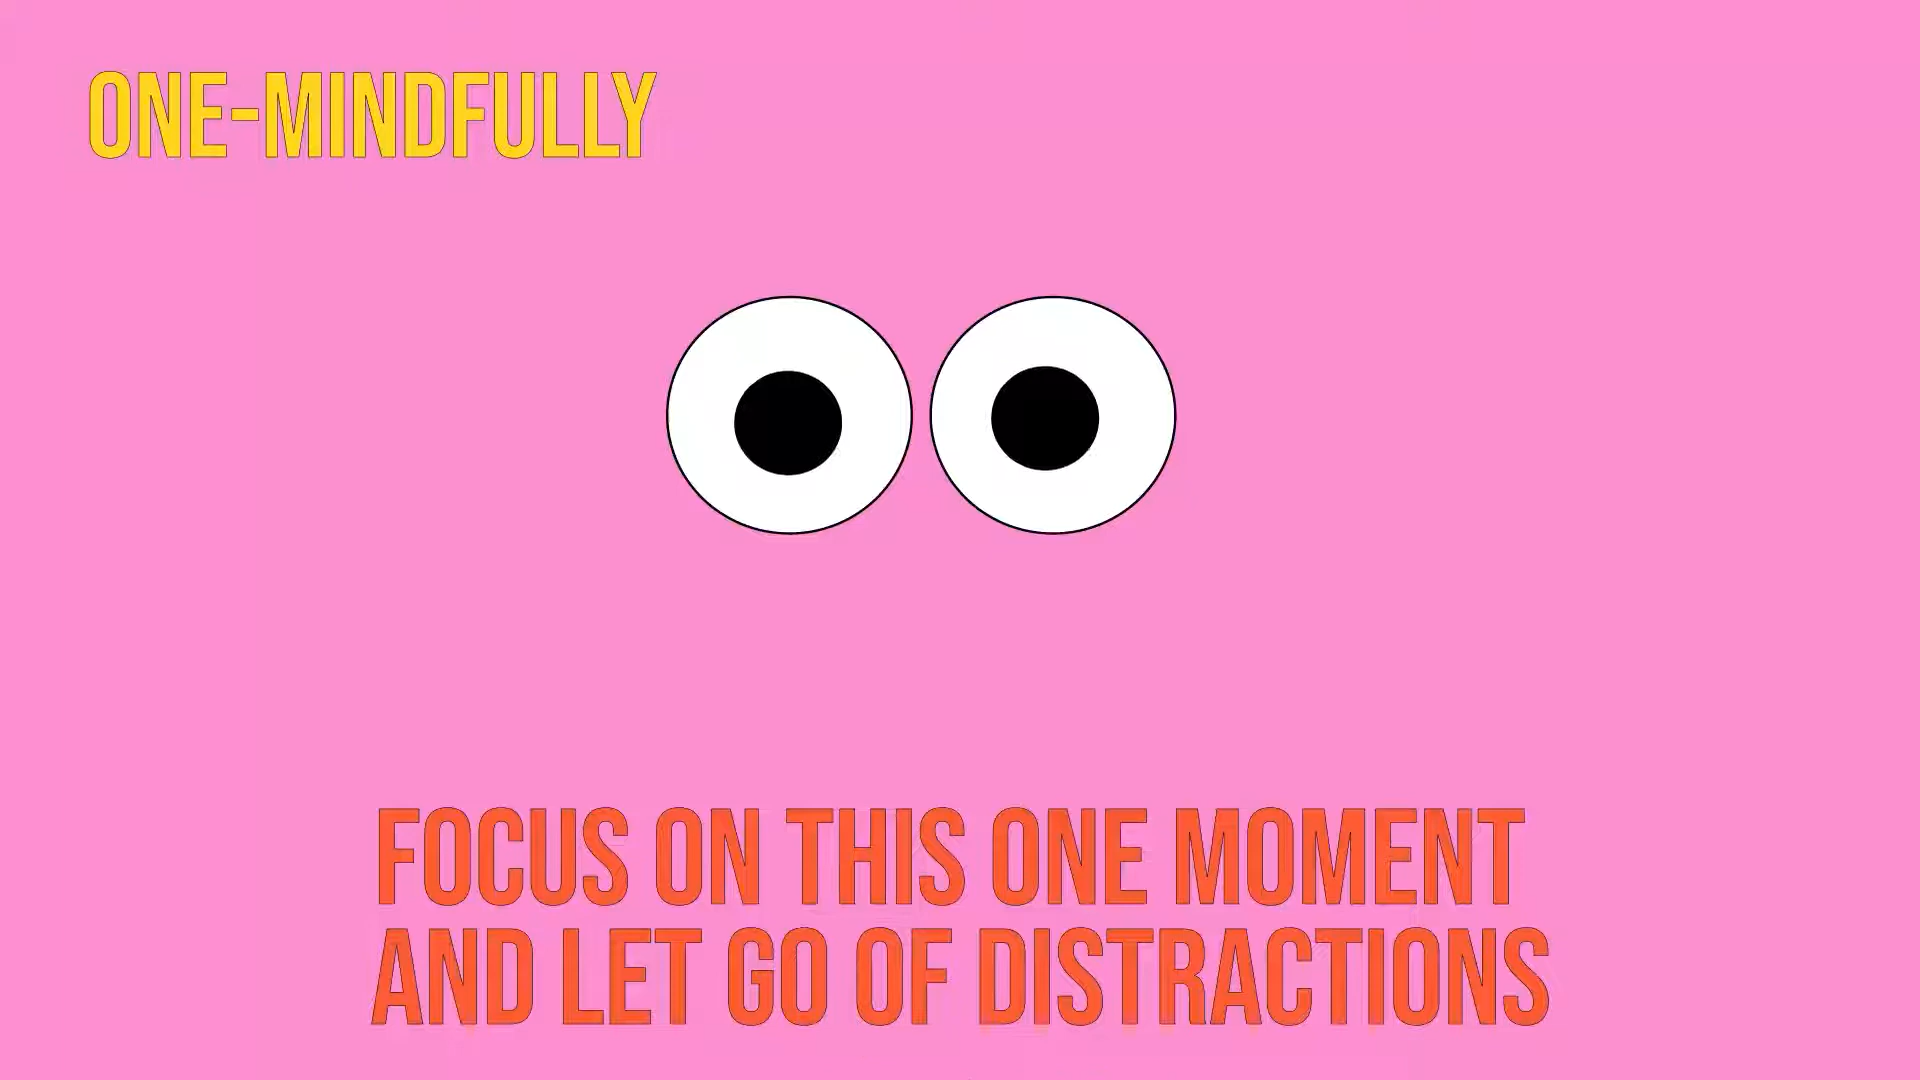 ONE-MINDFULLY
FOCUS ON THIS ONE MOMENT
AND LET GO OF DISTRACTIONS